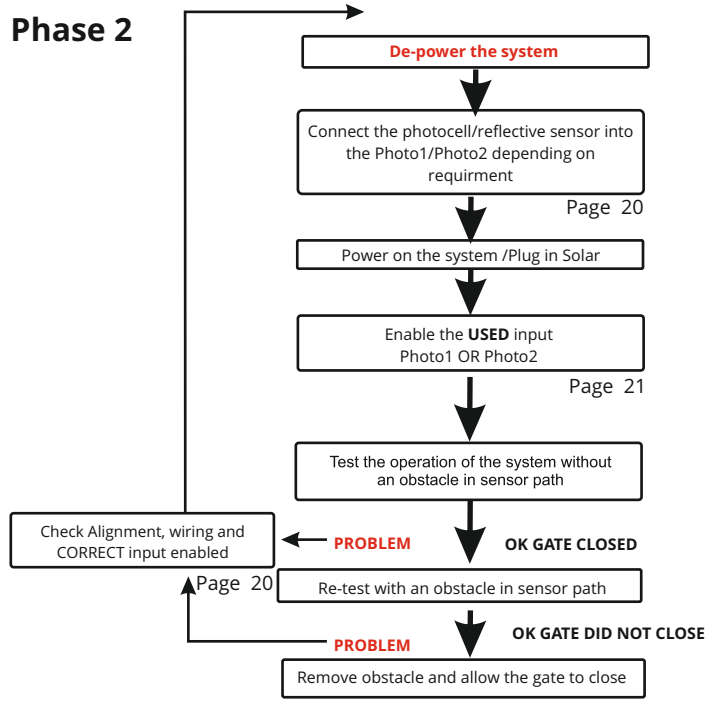 Phase 2
De-power the system
Connect the photocell/reflective sensor into
the Photo1/Photo2 depending on
requirment
Page 20
Power on the system /Plug in Solar
Enable the USED input
Photo1 OR Photo2
Page 21
Test the operation of the system without
an obstacle in sensor path
Check Alignment, wiring and
CORRECT input enabled
PROBLEM
OK GATE CLOSED
Page 20
Re-test with an obstacle in sensor path
PROBLEM
OK GATE DID NOT CLOSE
Remove obstacle and allow the gate to close